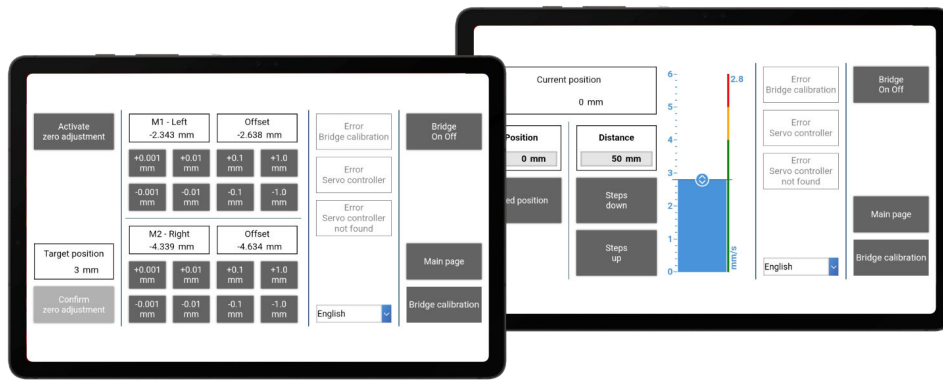 Activate
zero adjustment
Target position
3 mm
Confirm
zero adjustment
M1 - Left
-2.343 mm
Offset
-2.638 mm
+0.001
mm
+0.01
mm
+0.1
mm
+1.0
mm
-0.001
mm
-0.01
mm
-0.1
mm
-1.0
mm
M2 - Right
-4.339 mm
Offset
-4.634 mm
+0.001
mm
+0.01
mm
+0.1
mm
+1.0
mm
-0.001
mm
-0.01
mm
-0.1
mm
-1.0
mm
Error
Bridge calibration
Error
Servo controller
Error
Servo controller
not found
English
Bridge
On Off
Main page
Bridge calibration
Current position
0 mm
Position
0 mm
ed position
Distance
50 mm
Steps
down
Steps
up
6
5
4
3
2
1
0
2.8
mm/s
Error
Bridge calibration
Error
Servo controller
Error
Servo controller
not found
English
Bridge
On Off
Main page
Bridge calibration